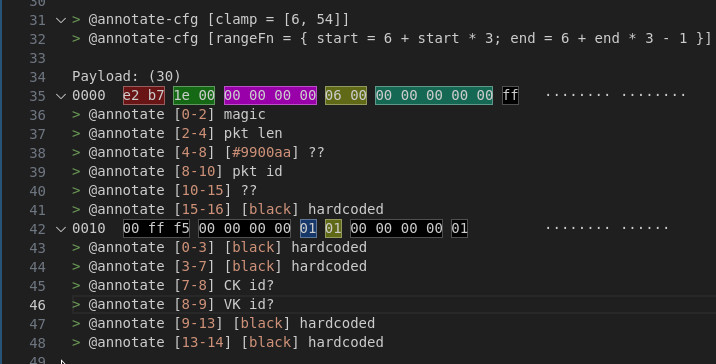 30
31 > @annotate-cfg [clamp = [6, 54]]
32 > @annotate-cfg [rangeFn = { start = 6 + start * 3; end = 6 + end * 3 - 1 }]
33
34 Payload: (30)
35 0000 e2 b7 1e 00 00 00 00 00 06 00 00 00 00 00 00 ff ········ ········
36 > @annotate [0-2] magic
37 > @annotate [2-4] pkt len
38 > @annotate [4-8] [#9900aa] ??
39 > @annotate [8-10] pkt id
40 > @annotate [10-15] ??
41 > @annotate [15-16] [black] hardcoded
42 0010 00 ff f5 00 00 00 00 01 01 00 00 00 00 01 ········ ······
43 > @annotate [0-3] [black] hardcoded
44 > @annotate [3-7] [black] hardcoded
45 > @annotate [7-8] CK id?
46 > @annotate [8-9] VK id?
47 > @annotate [9-13] [black] hardcoded
48 > @annotate [13-14] [black] hardcoded
49